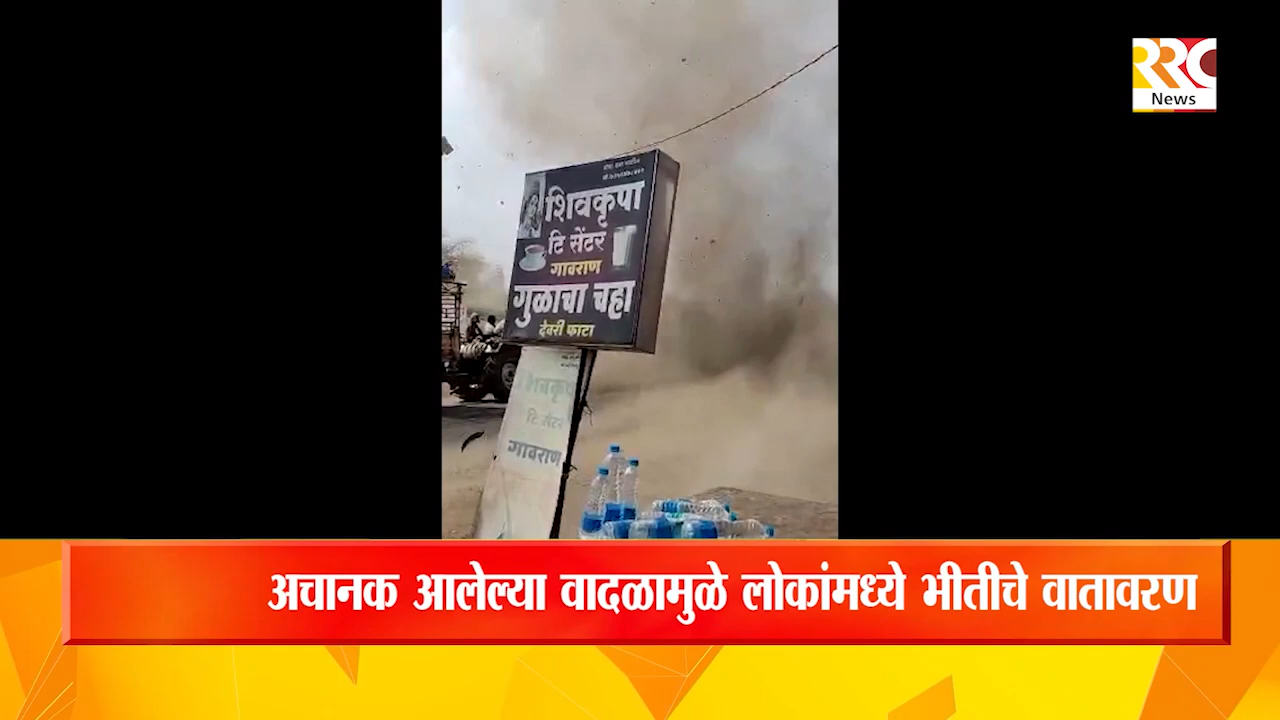 RRC
News
शिवकृपा
टि सेंटर
गावराण
गुळाचा चहा
देवरी फाटा
शिवकृपा
टि सेंटर
गावराण
अचानक आलेल्या वादळामुळे लोकांमध्ये भीतीचे वातावरण